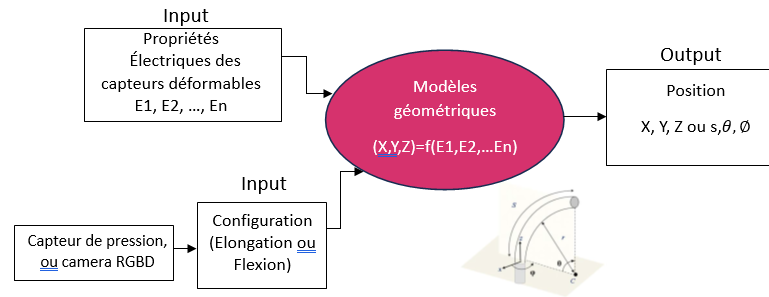 Input
Propriétés
Électriques des
capteurs déformables
E1, E2, …, En
Modèles
géométriques
(X,Y,Z)=f(E1,E2,…En)
Output
Position
X, Y, Z ou s,θ, Ø
Input
Configuration
(Elongation ou
Flexion)
Capteur de pression,
ou camera RGBD
S
r
z
x
θ
φ
C